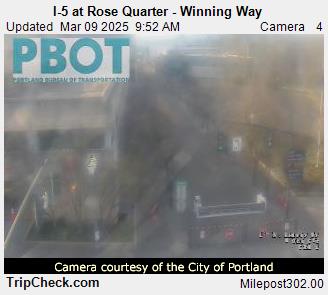 I-5 at Rose Quarter - Winning Way
Updated Mar 09 2025 9:52 AM Camera 4
PBOT
PORTLAND BUREAU OF TRANSPORTATION
Camera courtesy of the City of Portland
TripCheck.com Milepost302.00